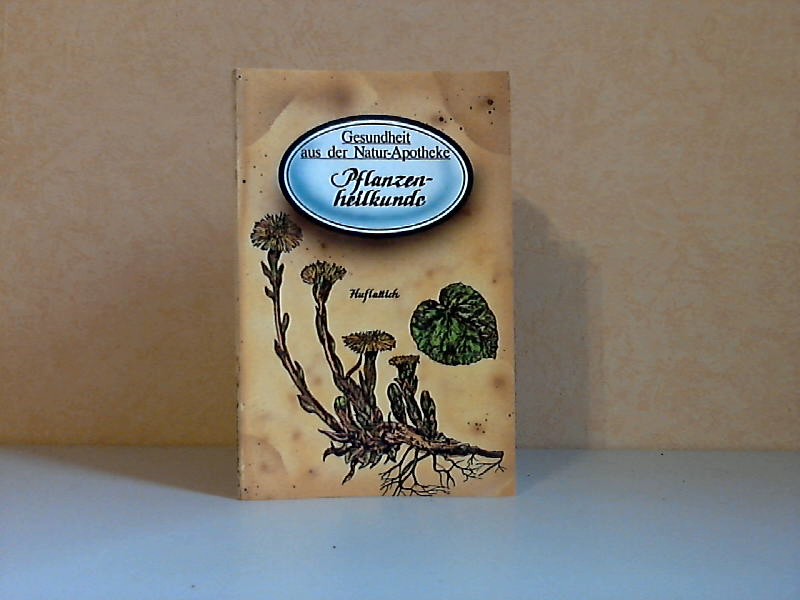 Gesundheit
aus der Natur-Apotheke
Pflanzen-
heilkunde
Huflattich